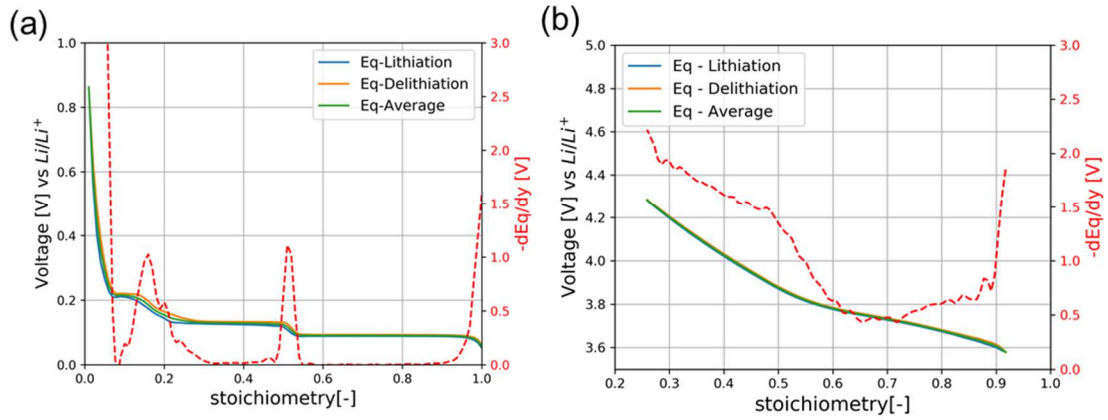 (a)
Voltage [V] vs Li/Li+
1.0
0.8
0.6
0.4
0.2
0.0
Eq-Lithiation
Eq-Delithiation
Eq-Average
3.0
2.5
2.0
1.5
1.0
0.5
0.0
-dEq/dy [V]
0.0 0.2 0.4 0.6 0.8 1.0
stoichiometry[-]
(b)
Voltage [V] vs Li/Li+
5.0
4.8
4.6
4.4
4.2
4.0
3.8
3.6
Eq - Lithiation
Eq - Delithiation
Eq - Average
3.0
2.5
2.0
1.5
1.0
0.5
0.0
-dEq/dy [V]
0.2 0.3 0.4 0.5 0.6 0.7 0.8 0.9 1.0
stoichiometry[-]